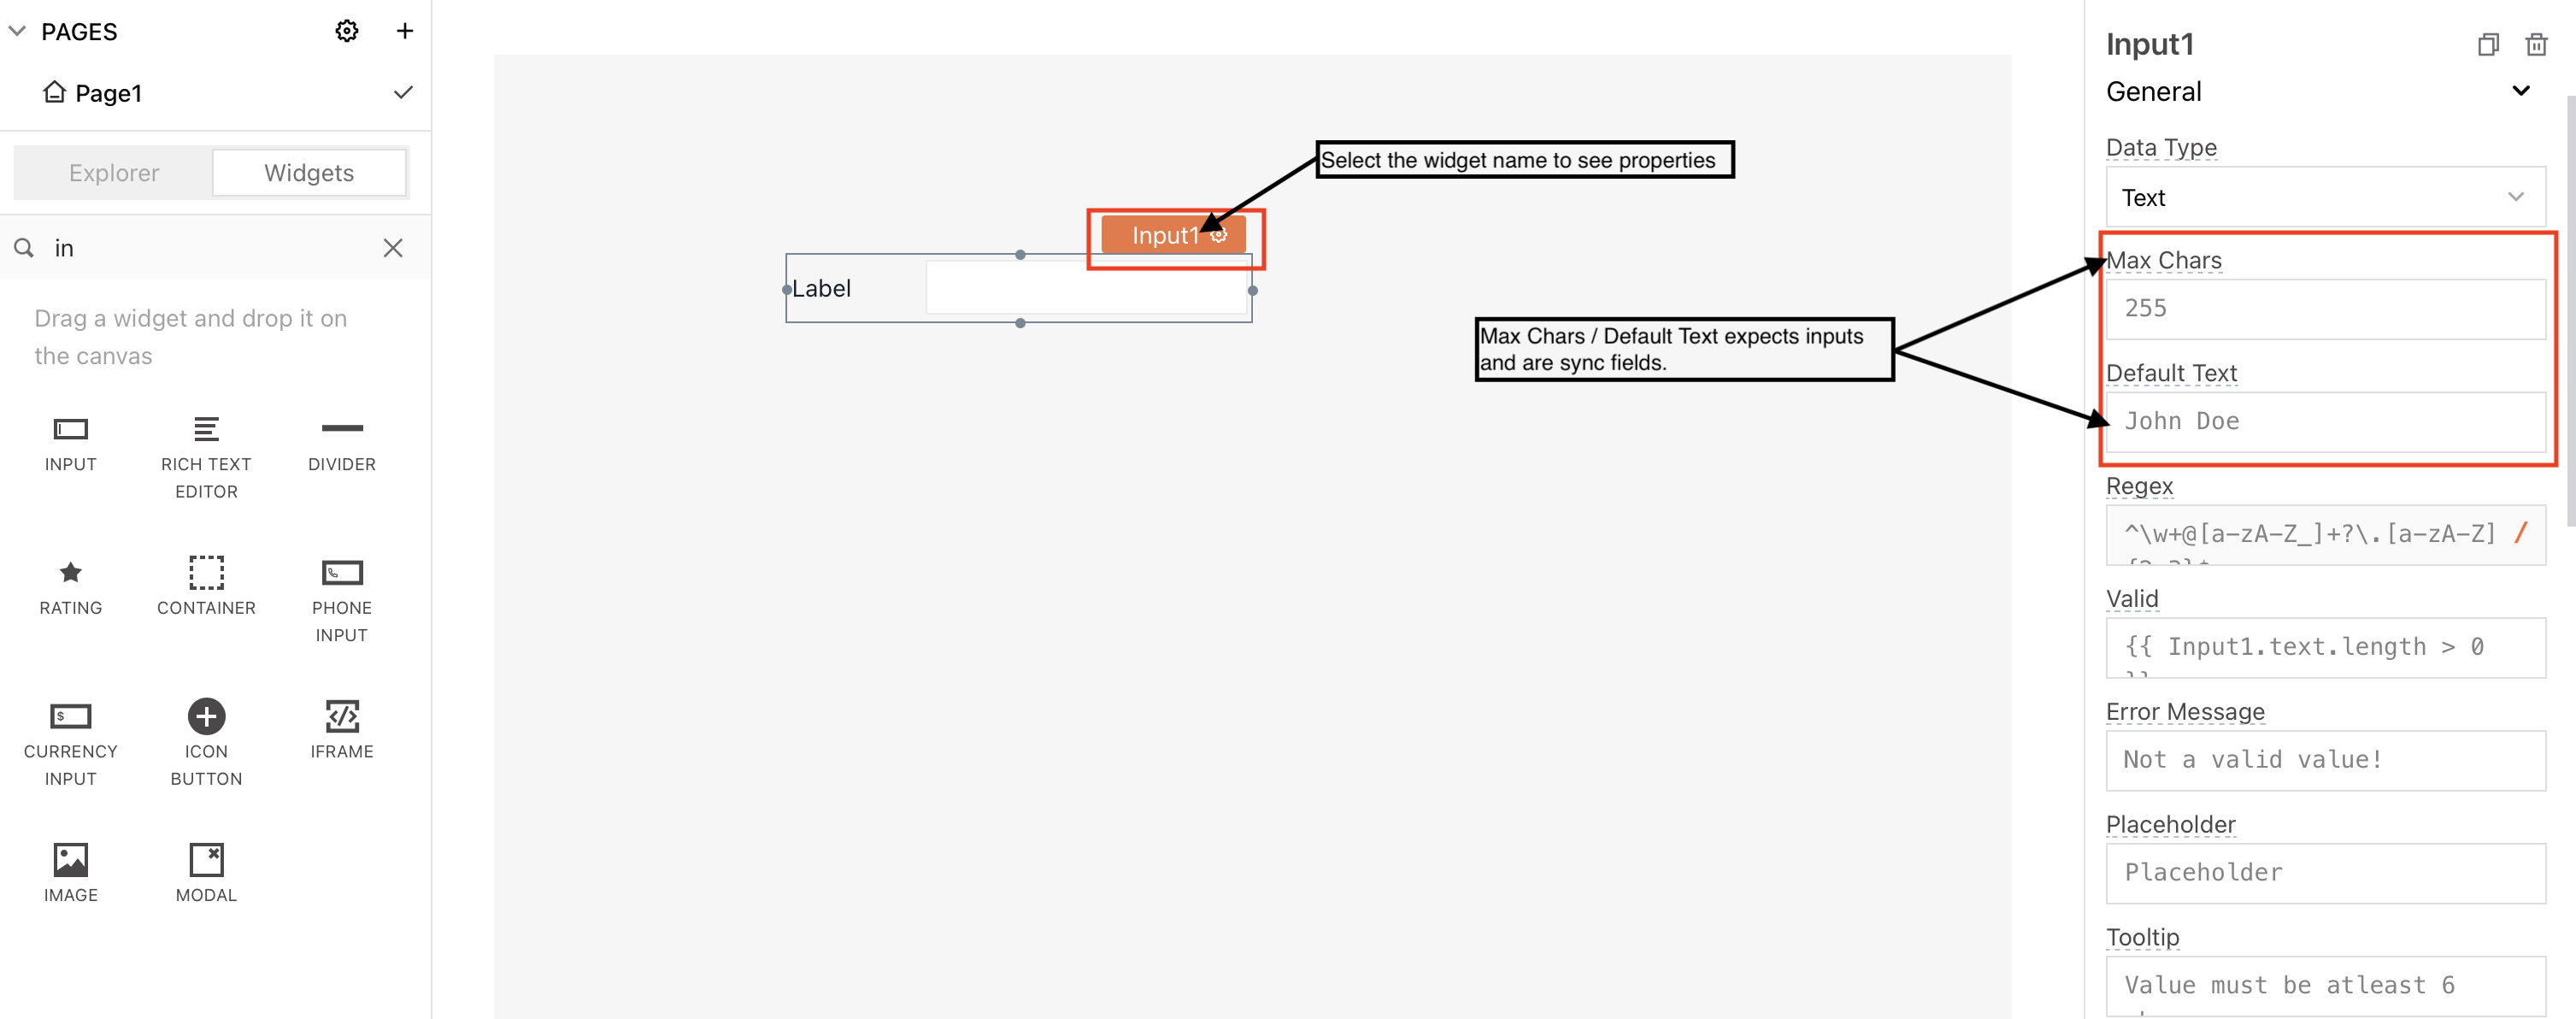 PAGES
Page1
Explorer
Widgets
in
Drag a widget and drop it on
the canvas
INPUT
RICH TEXT
EDITOR
DIVIDER
RATING
CONTAINER
PHONE
INPUT
CURRENCY
INPUT
ICON
BUTTON
IFRAME
IMAGE
MODAL
Select the widget name to see properties
Input1
Label
Max Chars / Default Text expects inputs
and are sync fields.
Input1
General
Data Type
Text
Max Chars
255
Default Text
John Doe
Regex
^\w+@[a-zA-Z_]+?\.[a-zA-Z] /
Valid
{{ Input1.text.length > 0
}}
Error Message
Not a valid value!
Placeholder
Placeholder
Tooltip
Value must be atleast 6